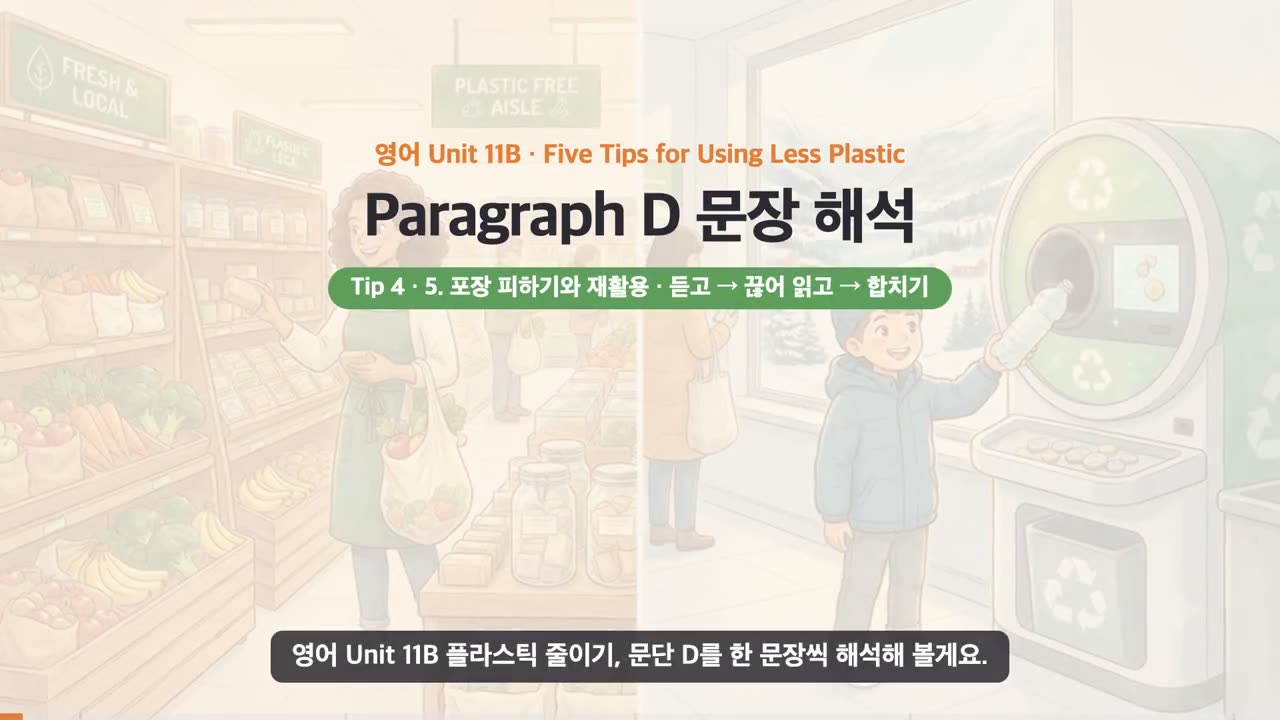 FRESH &
LOCAL
PLASTIC FREE
AISLE
영어 Unit 11B · Five Tips for Using Less Plastic
Paragraph D 문장 해석
Tip 4 · 5. 포장 피하기와 재활용 · 듣고 → 끊어 읽고 → 합치기
영어 Unit 11B 플라스틱 줄이기, 문단 D를 한 문장씩 해석해 볼게요.